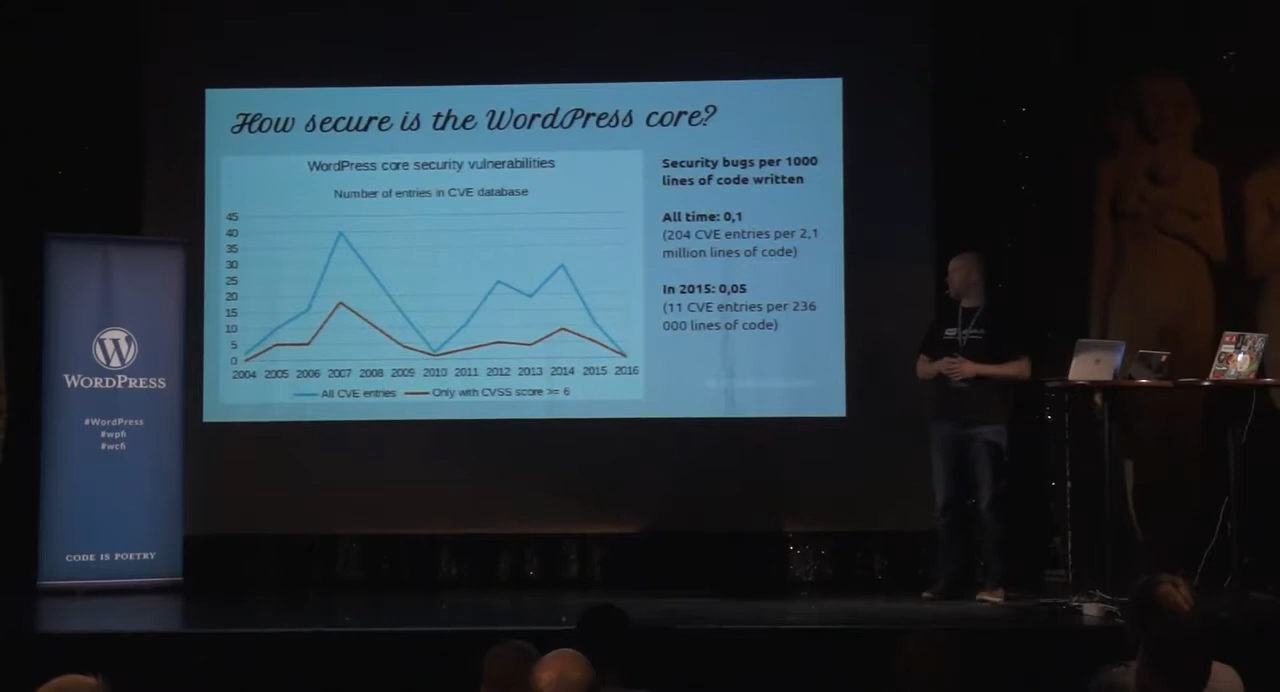 How secure is the WordPress core?
WordPress core security vulnerabilities
Number of entries in CVE database
45
40
35
30
25
20
15
10
5
0
2004 2005 2006 2007 2008 2009 2010 2011 2012 2013 2014 2015 2016
All CVE entries Only with CVSS score >= 6
Security bugs per 1000
lines of code written
All time: 0,1
(204 CVE entries per 2,1
million lines of code)
In 2015: 0,05
(11 CVE entries per 236
000 lines of code)
WORDPRESS
#WordPress
#wpfi
#wcfi
CODE IS POETRY